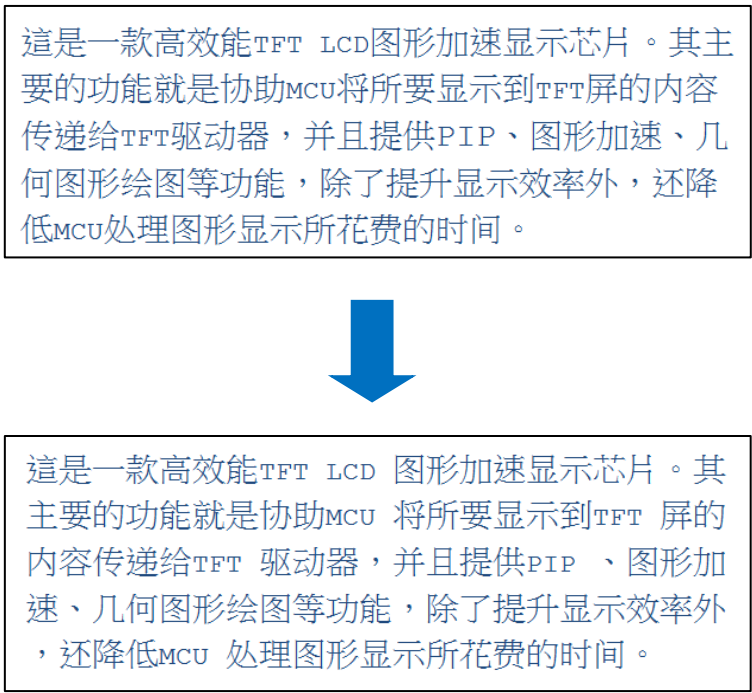 這是一款高效能TFT LCD图形加速显示芯片。其主
要的功能就是协助MCU将所要显示到TFT屏的内容
传递给TFT驱动器，并且提供PIP、图形加速、几
何图形绘图等功能，除了提升显示效率外，还降
低MCU处理图形显示所花费的时间。
這是一款高效能TFT LCD 图形加速显示芯片。其
主要的功能就是协助MCU 将所要显示到TFT 屏的
内容传递给TFT 驱动器，并且提供PIP 、图形加
速、几何图形绘图等功能，除了提升显示效率外
，还降低MCU 处理图形显示所花费的时间。